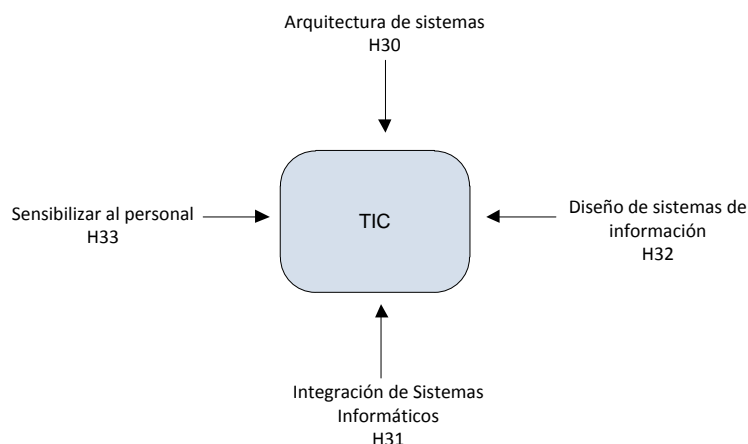 Arquitectura de sistemas
H30
Sensibilizar al personal
H33
TIC
Diseño de sistemas de
información
H32
Integración de Sistemas
Informáticos
H31